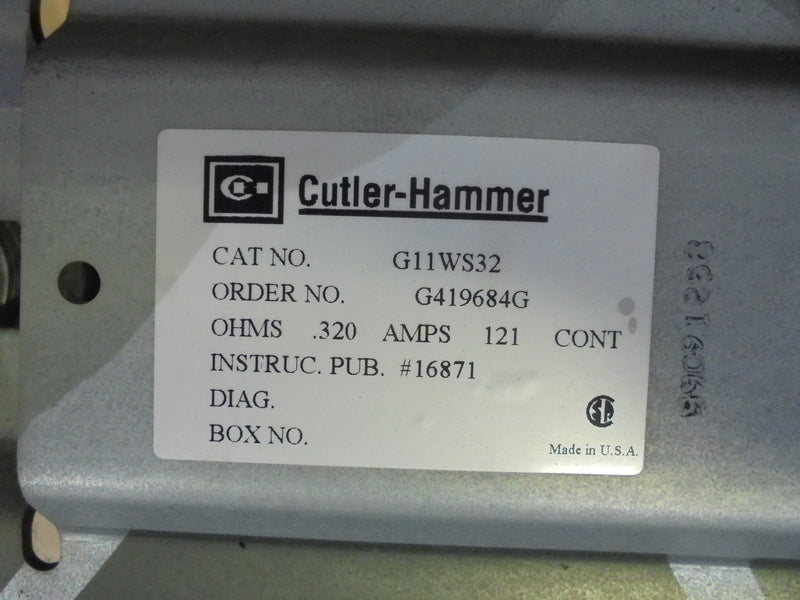 Cutler-Hammer
CAT NO. G11WS32
ORDER NO. G419684G
OHMS .320 AMPS 121 CONT
INSTRUC. PUB. #16871
DIAG.
BOX NO.
Made in U.S.A.